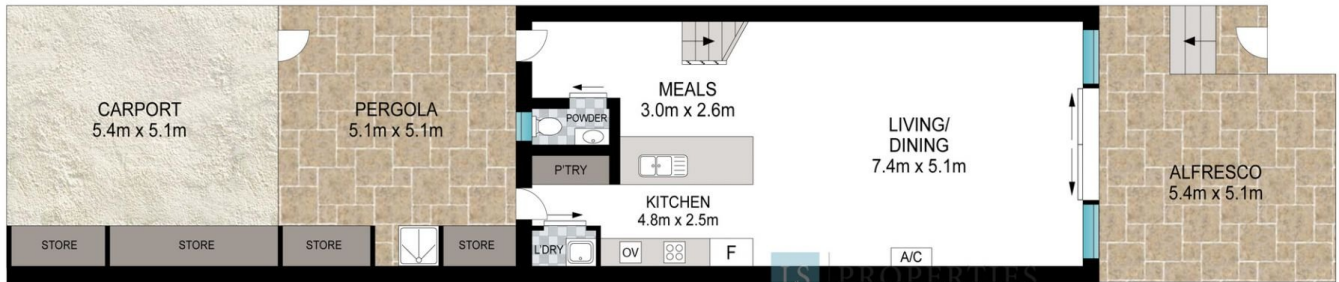 CARPORT
5.4m x 5.1m
PERGOLA
5.1m x 5.1m
MEALS
3.0m x 2.6m
POWDER
P'TRY
KITCHEN
4.8m x 2.5m
L'DRY
OV
F
LIVING/
DINING
7.4m x 5.1m
A/C
ALFRESCO
5.4m x 5.1m
STORE
STORE
STORE
STORE
PROPERTIES